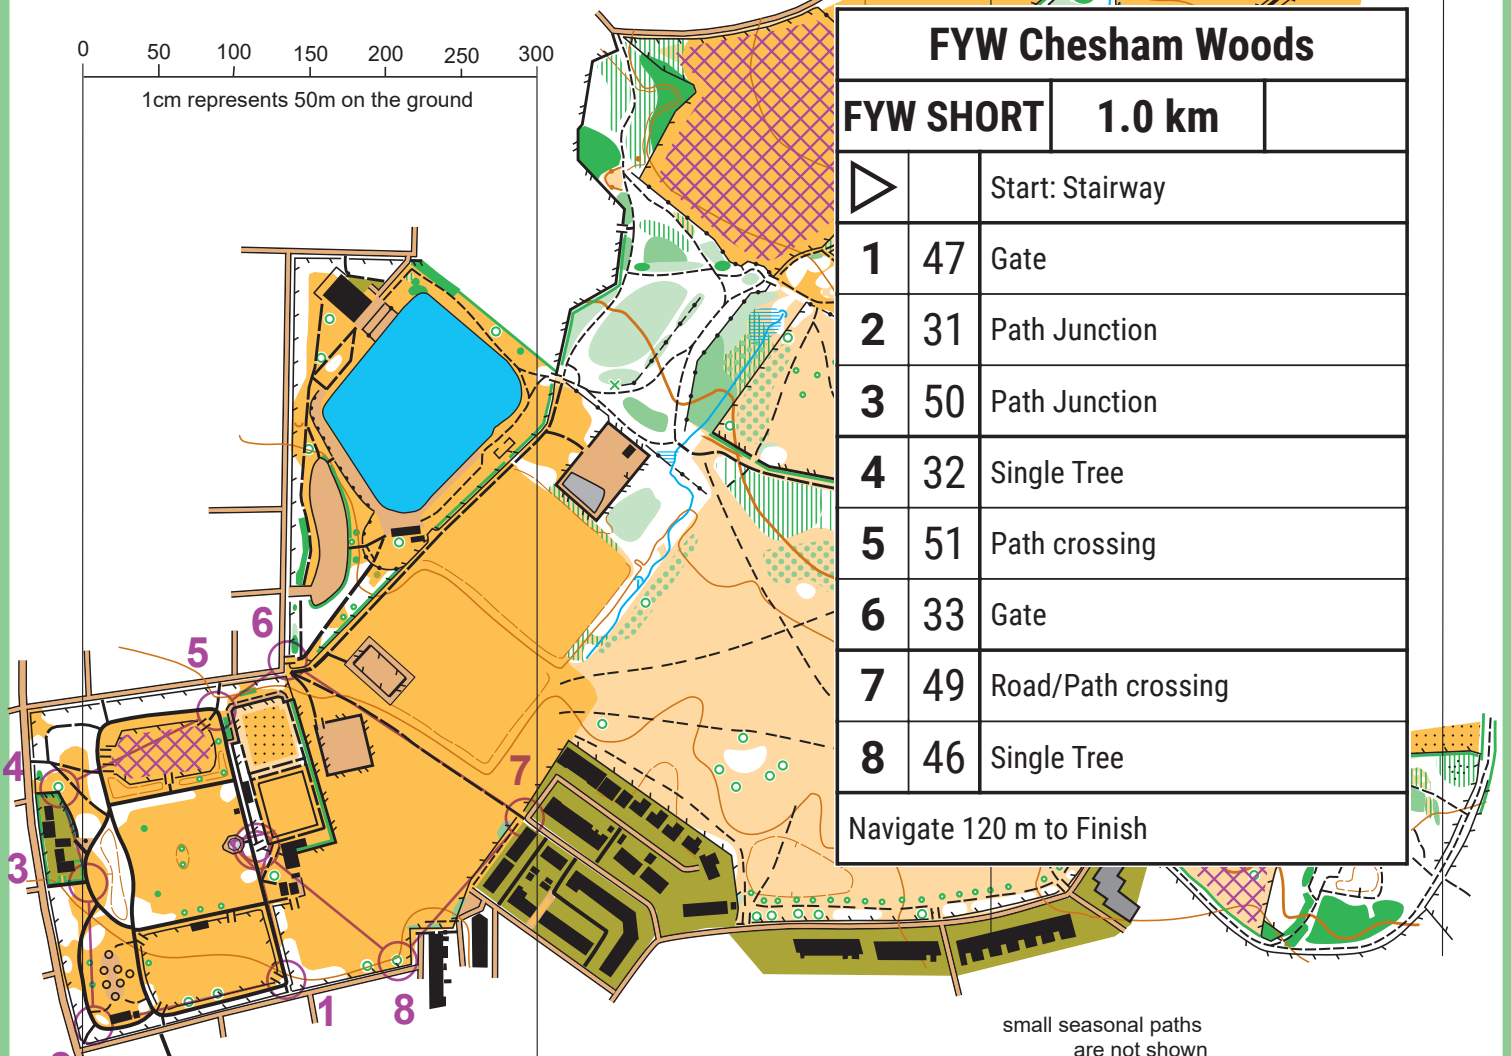 0 50 100 150 200 250 300
1cm represents 50m on the ground
FYW Chesham Woods
FYW SHORT 1.0 km
Start: Stairway
1 47 Gate
2 31 Path Junction
3 50 Path Junction
4 32 Single Tree
5 51 Path crossing
6 33 Gate
7 49 Road/Path crossing
8 46 Single Tree
Navigate 120 m to Finish
6
5
7
4
3
1
8
small seasonal paths
are not shown